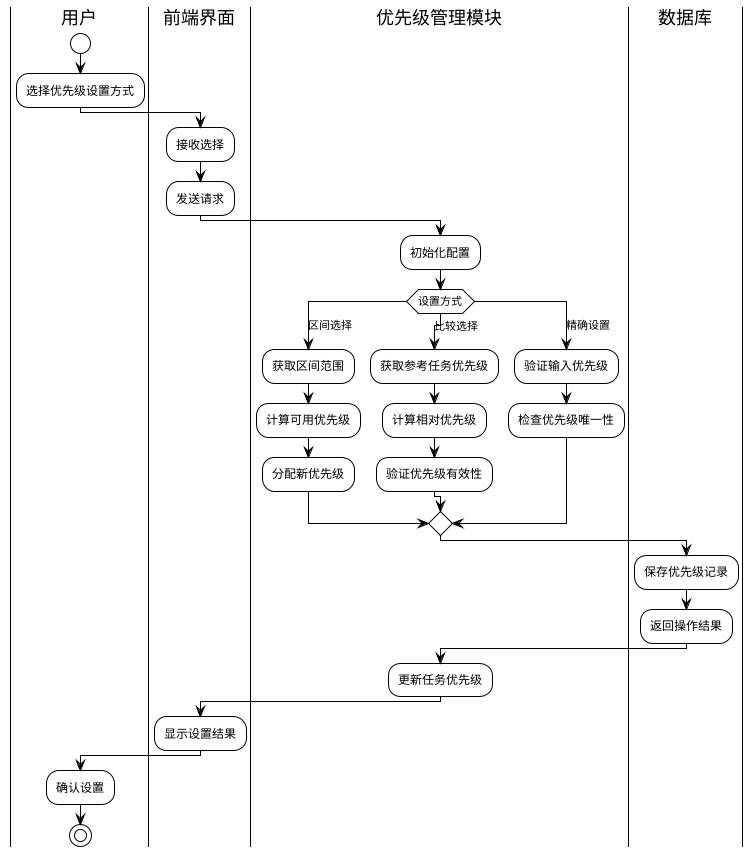 用户
前端界面
优先级管理模块
数据库
选择优先级设置方式
接收选择
发送请求
初始化配置
设置方式
区间选择
比较选择
精确设置
获取区间范围
获取参考任务优先级
验证输入优先级
计算可用优先级
计算相对优先级
检查优先级唯一性
分配新优先级
验证优先级有效性
保存优先级记录
返回操作结果
更新任务优先级
显示设置结果
确认设置